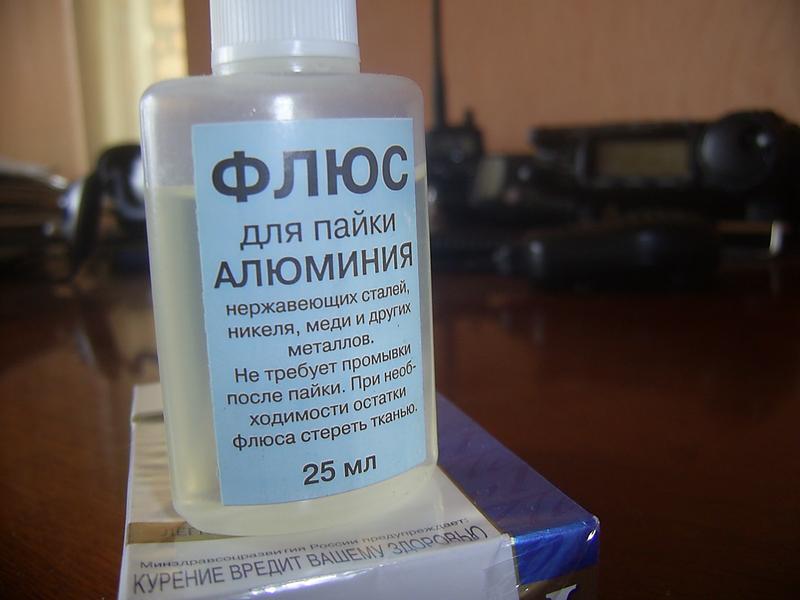 ФЛЮС
для пайки
АЛЮМИНИЯ
нержавеющих сталей,
никеля, меди и других
металлов.
Не требует промывки
после пайки. При необ-
ходимости остатки
флюса стереть тканью.
25 мл
Минздравсоцразвития России предупреждает:
КУРЕНИЕ ВРЕДИТ ВАШЕМУ ЗДОРОВЬЮ